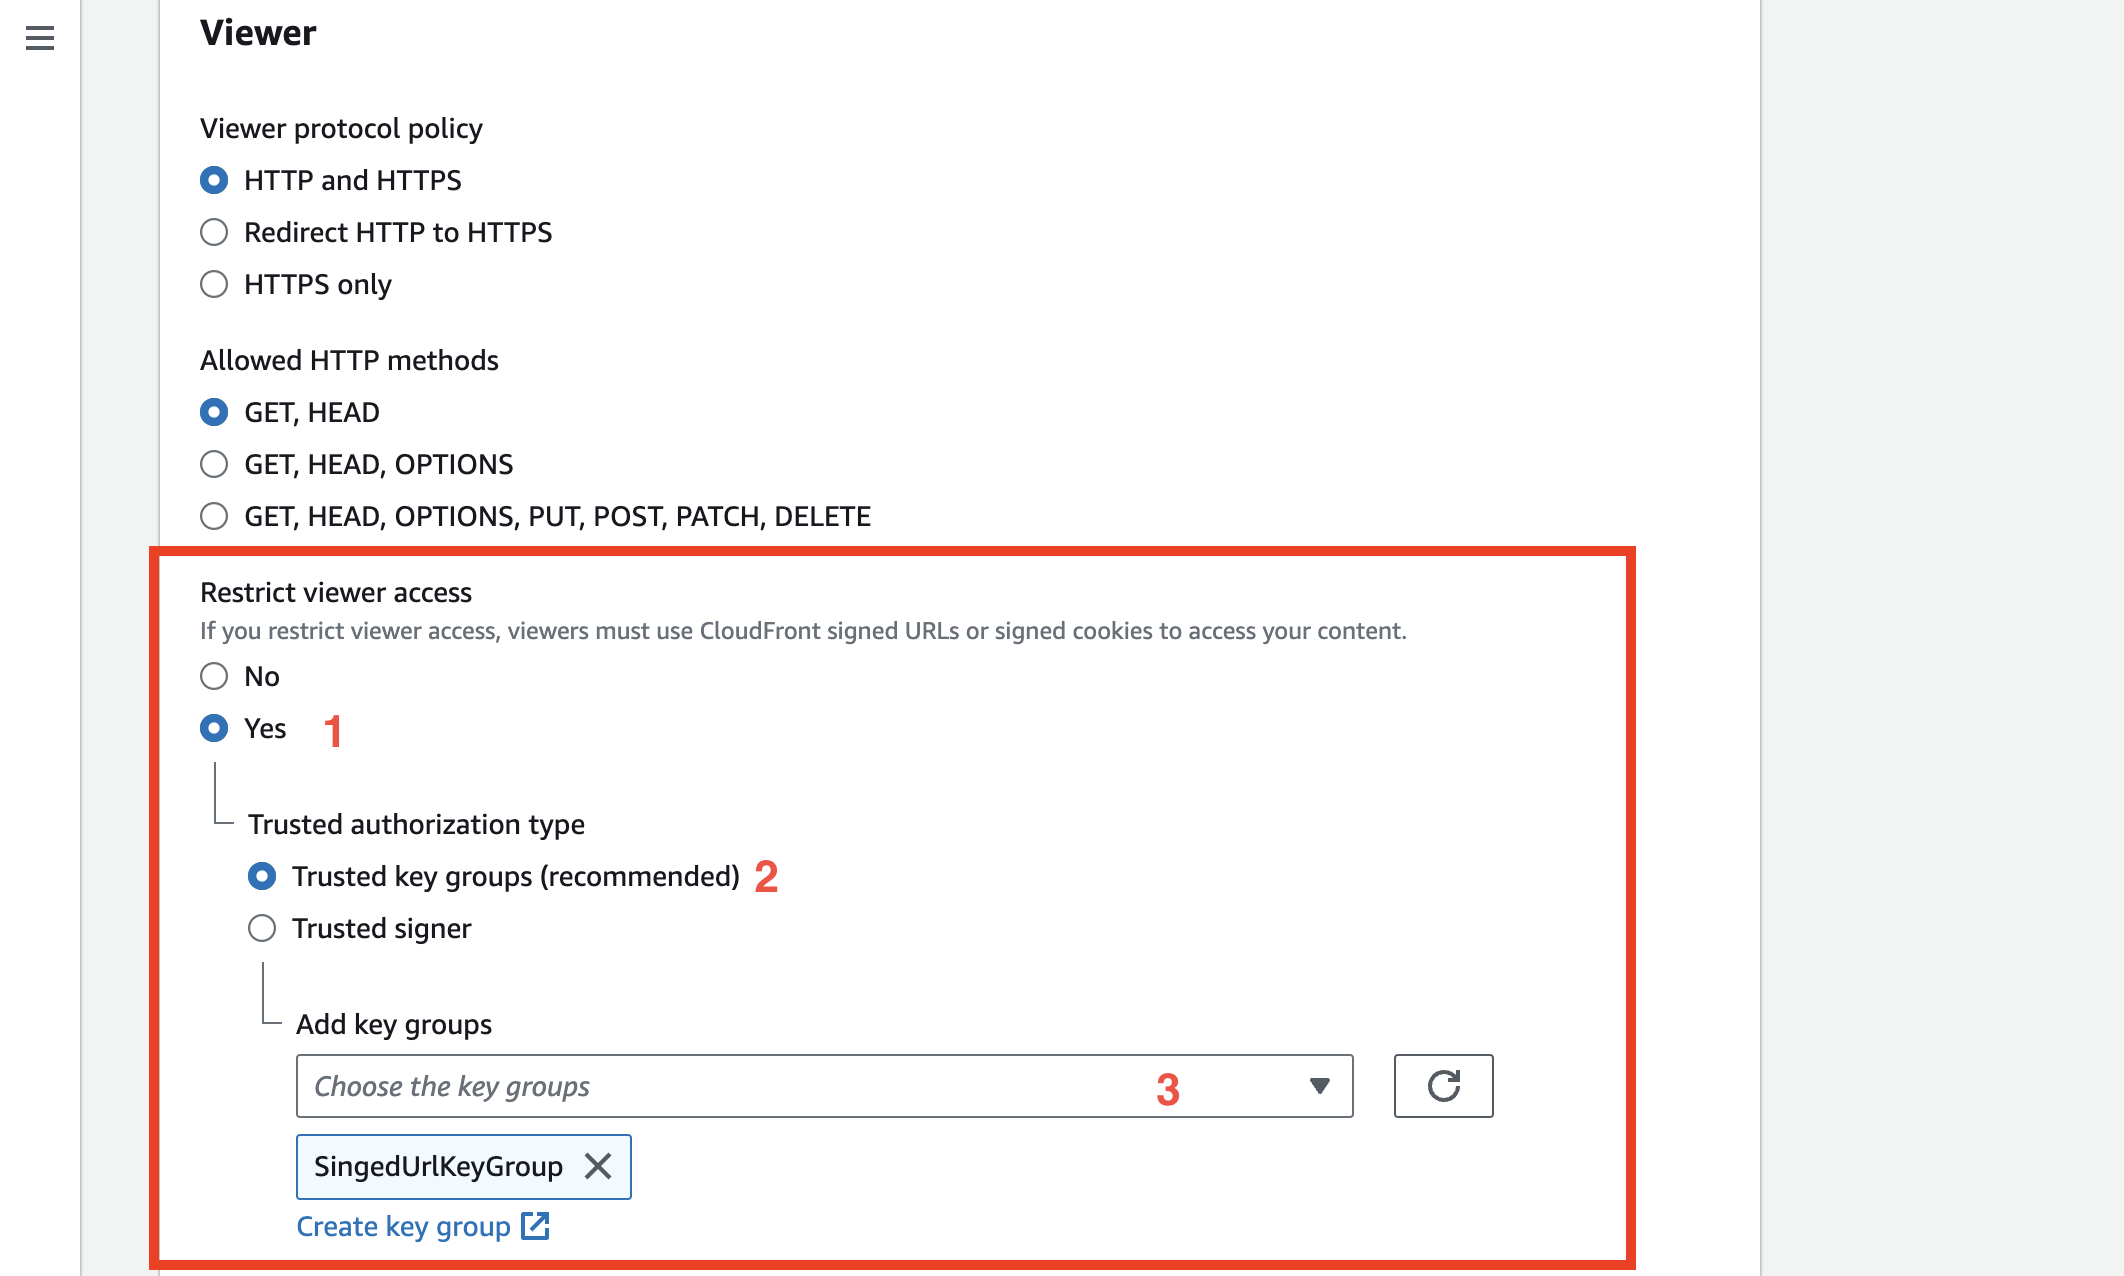 Viewer
Viewer protocol policy
HTTP and HTTPS
Redirect HTTP to HTTPS
HTTPS only
Allowed HTTP methods
GET, HEAD
GET, HEAD, OPTIONS
GET, HEAD, OPTIONS, PUT, POST, PATCH, DELETE
Restrict viewer access
If you restrict viewer access, viewers must use CloudFront signed URLs or signed cookies to access your content.
No
Yes 1
Trusted authorization type
Trusted key groups (recommended) 2
Trusted signer
Add key groups
Choose the key groups 3
SingedUrlKeyGroup
Create key group